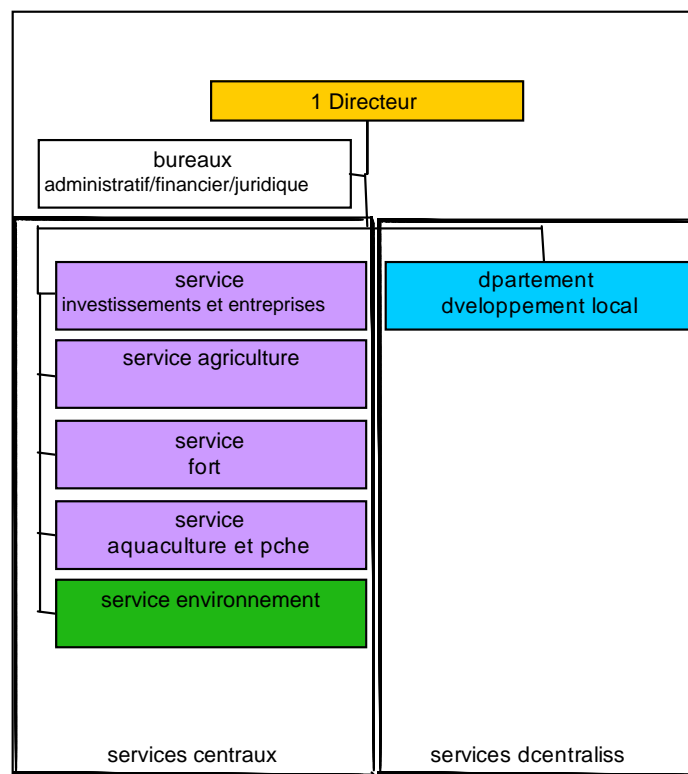 1 Directeur
bureaux
administratif/financier/juridique
service
investissements et entreprises
dpartement
dveloppement local
service agriculture
service
fort
service
aquaculture et pche
service environnement
services centraux
services dcentraliss